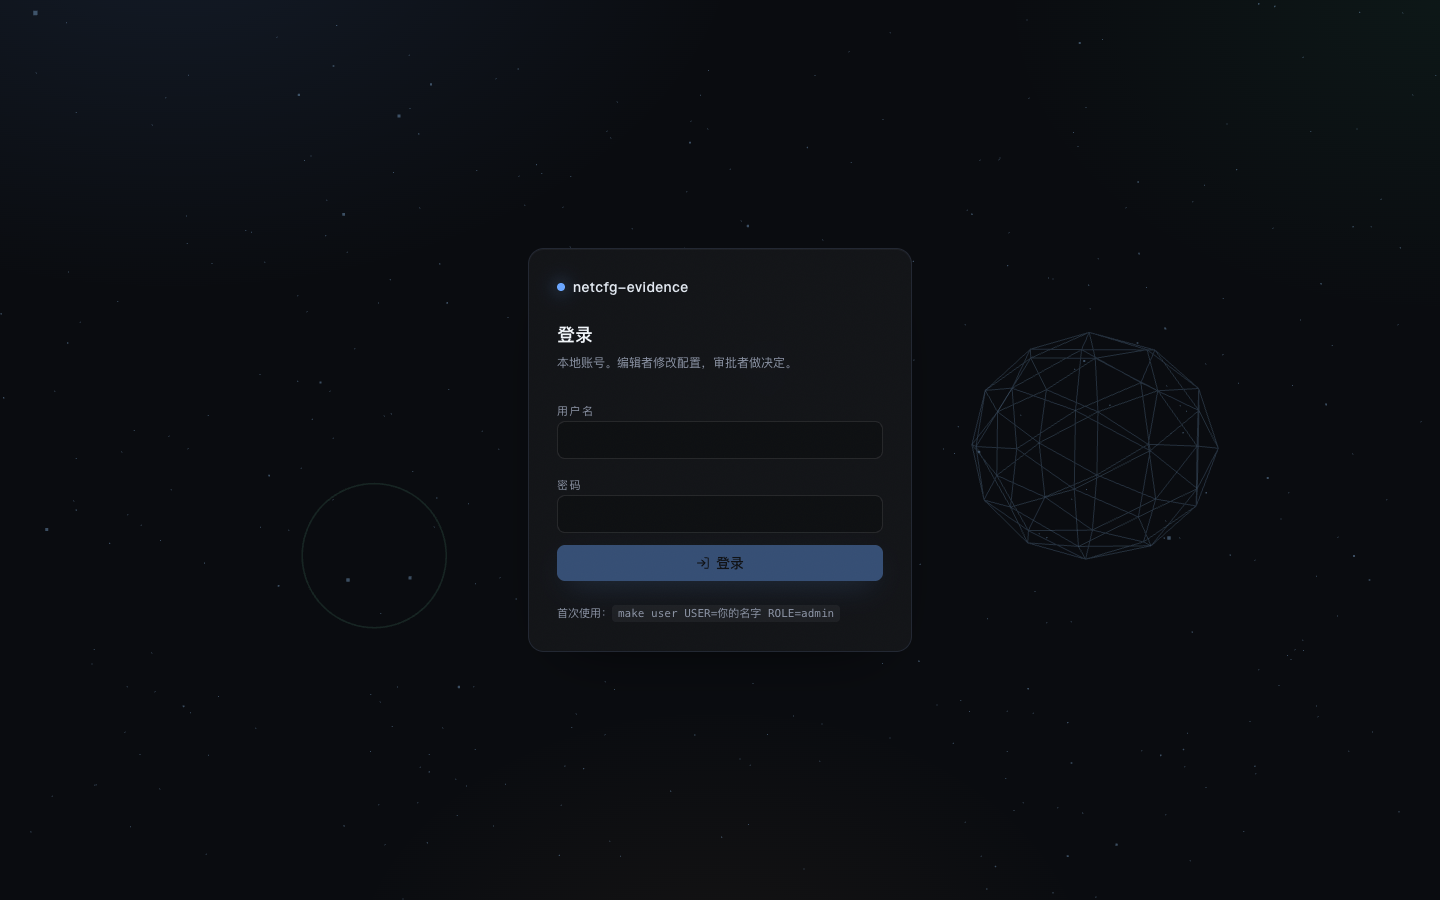 netcfg-evidence
登录
本地账号。编辑者修改配置，审批者做决定。
用户名
密码
登录
首次使用： make user USER=你的名字 ROLE=admin